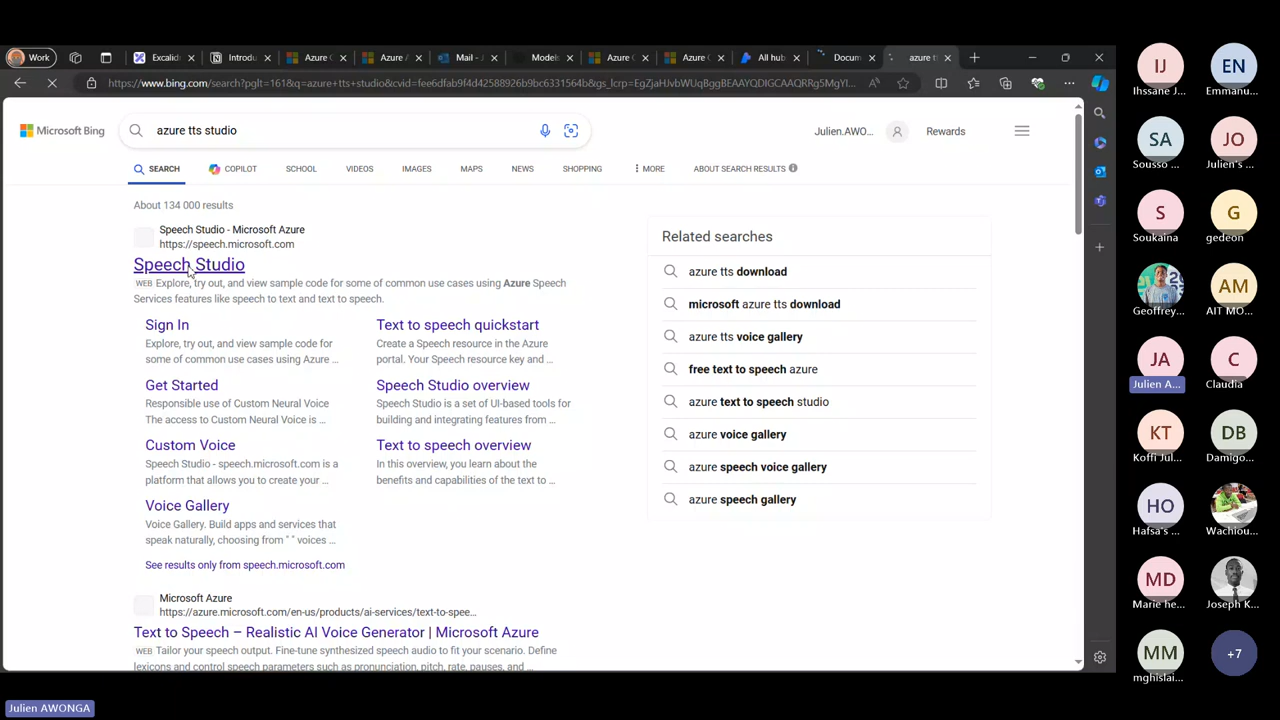 Work
Excalid
Introdu
Azure C
Azure /
Mail - J
Models
Azure C
Azure C
All hub
Docum
azure t
https://www.bing.com/search?pglt=161&q=azure+tts+studio&cvid=fee6dfab9f4d42588926b9bc6331564b&gs_lcrp=EgZjaHJvbWUqBggBEAAYQDIGCAAQRRg5MgYI...
Microsoft Bing
azure tts studio
Julien.AWO...
Rewards
SEARCH
COPILOT
SCHOOL
VIDEOS
IMAGES
MAPS
NEWS
SHOPPING
MORE
ABOUT SEARCH RESULTS
About 134 000 results
Speech Studio - Microsoft Azure
https://speech.microsoft.com
Speech Studio
WEB Explore, try out, and view sample code for some of common use cases using Azure Speech
Services features like speech to text and text to speech.
Sign In
Explore, try out, and view sample code for
some of common use cases using Azure ...
Get Started
Responsible use of Custom Neural Voice
The access to Custom Neural Voice is ...
Custom Voice
Speech Studio - speech.microsoft.com is a
platform that allows you to create your ...
Voice Gallery
Voice Gallery. Build apps and services that
speak naturally, choosing from " " voices ...
See results only from speech.microsoft.com
Text to speech quickstart
Create a Speech resource in the Azure
portal. Your Speech resource key and ...
Speech Studio overview
Speech Studio is a set of UI-based tools for
building and integrating features from ...
Text to speech overview
In this overview, you learn about the
benefits and capabilities of the text to ...
Microsoft Azure
https://azure.microsoft.com/en-us/products/ai-services/text-to-spee...
Text to Speech – Realistic AI Voice Generator | Microsoft Azure
WEB Tailor your speech output. Fine-tune synthesized speech audio to fit your scenario. Define
lexicons and control speech parameters such as pronunciation, pitch, rate, pauses, and ...
Related searches
azure tts download
microsoft azure tts download
azure tts voice gallery
free text to speech azure
azure text to speech studio
azure voice gallery
azure speech voice gallery
azure speech gallery
IJ
Ihssane J...
EN
Emmanu...
SA
Sousso ...
JO
Julien's ...
S
Soukaina
G
gedeon
Geoffrey...
AM
AIT MO...
JA
Julien A...
C
Claudia
KT
Koffi Jul...
DB
Damigo...
HO
Hafsa's ...
Wachiou...
MD
Marie he...
Joseph K...
MM
mghislai...
+7
Julien AWONGA